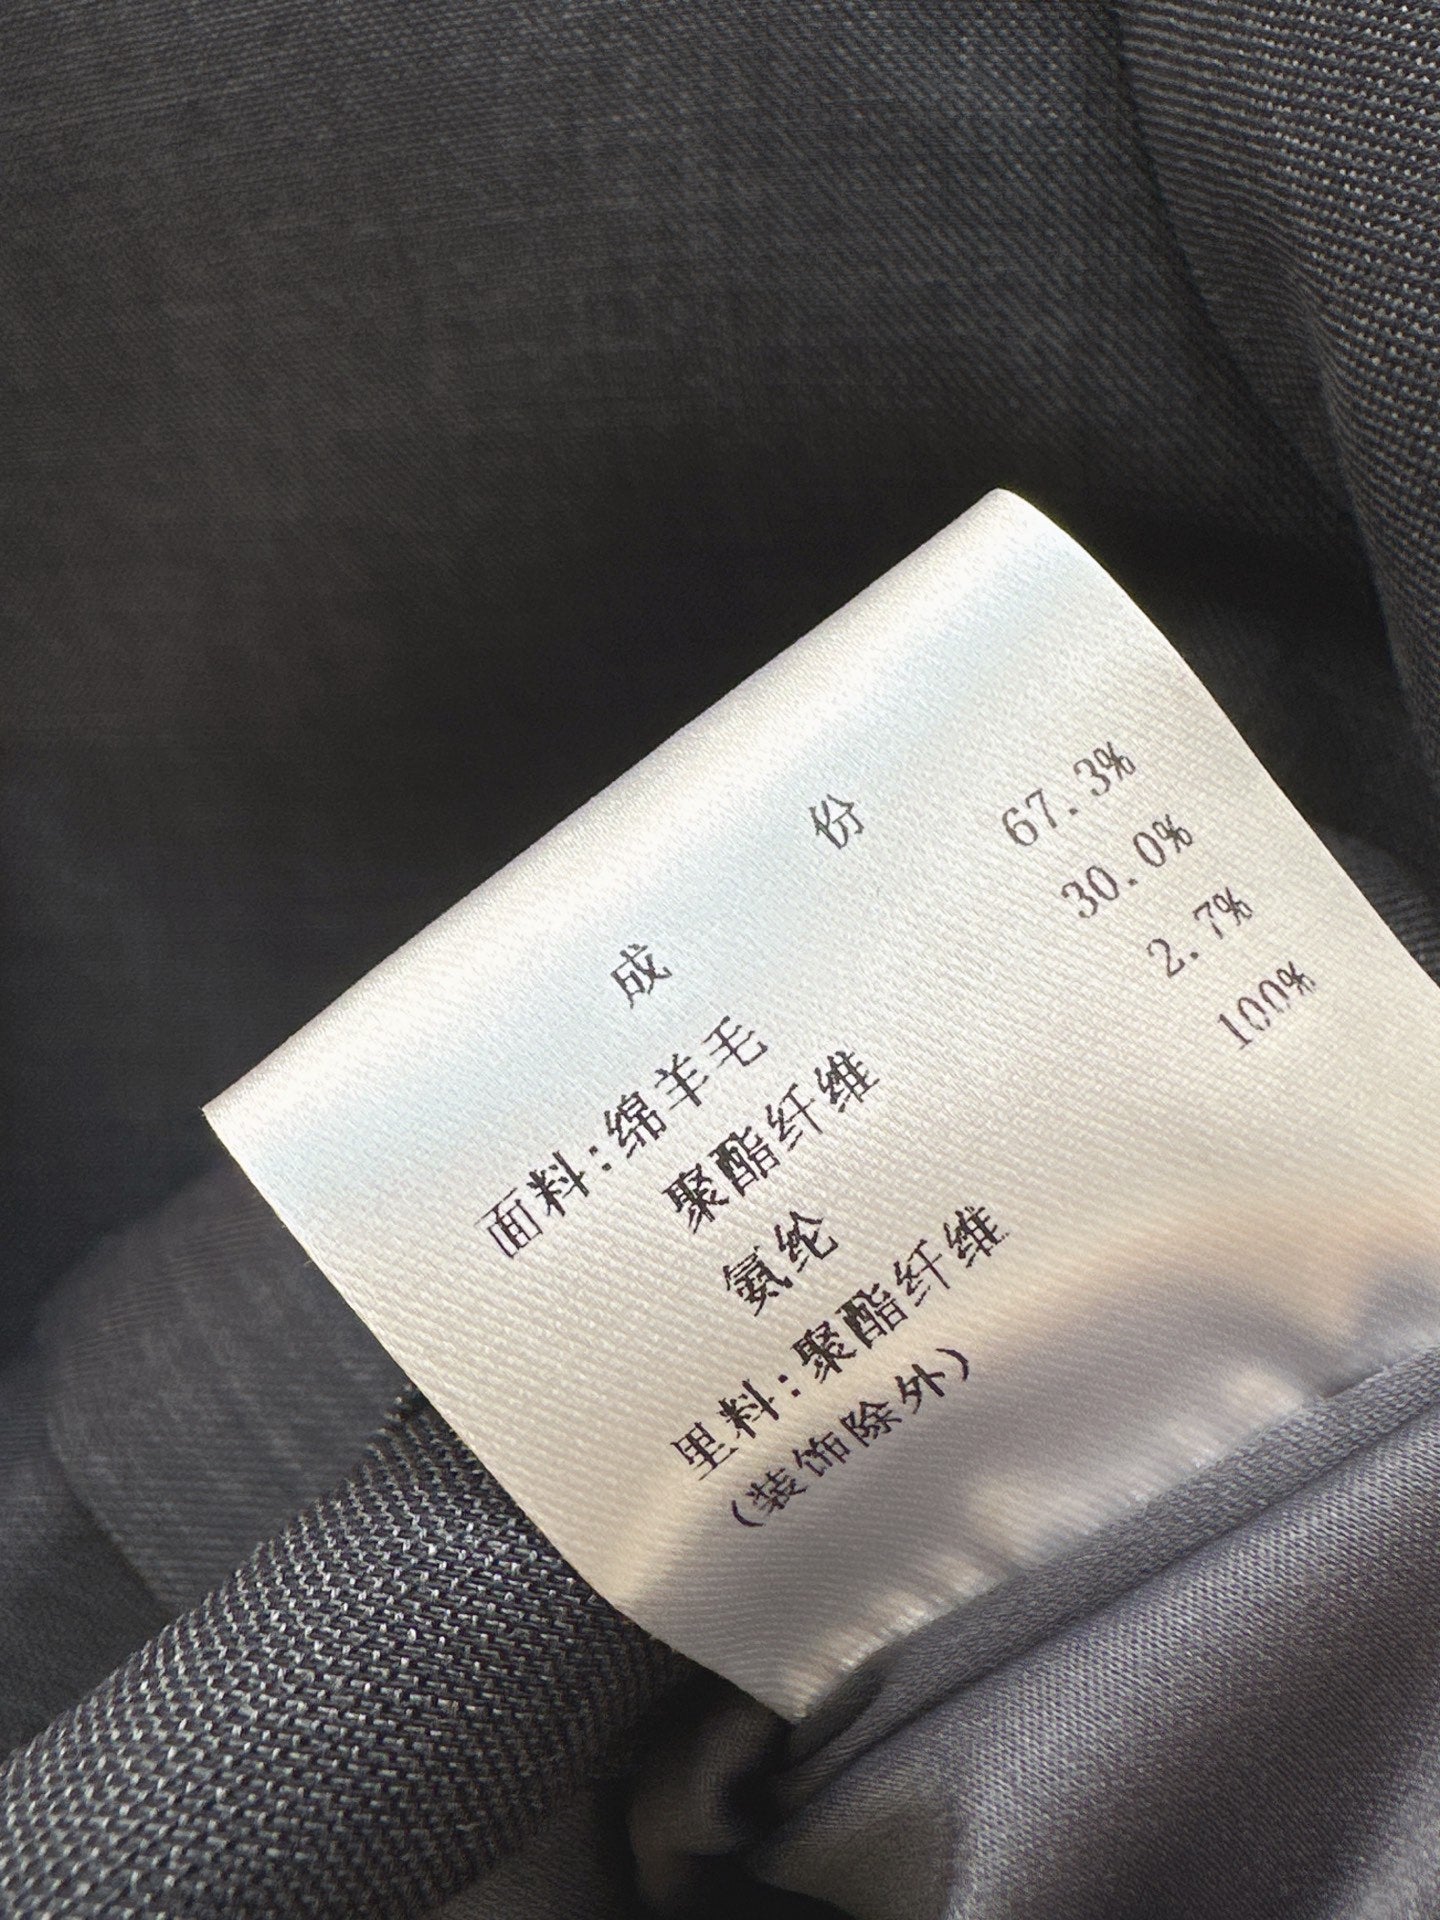 成 份
面料:绵羊毛 67.3%
聚酯纤维 30.0%
氨纶 2.7%
里料:聚酯纤维 100%
(装饰除外)